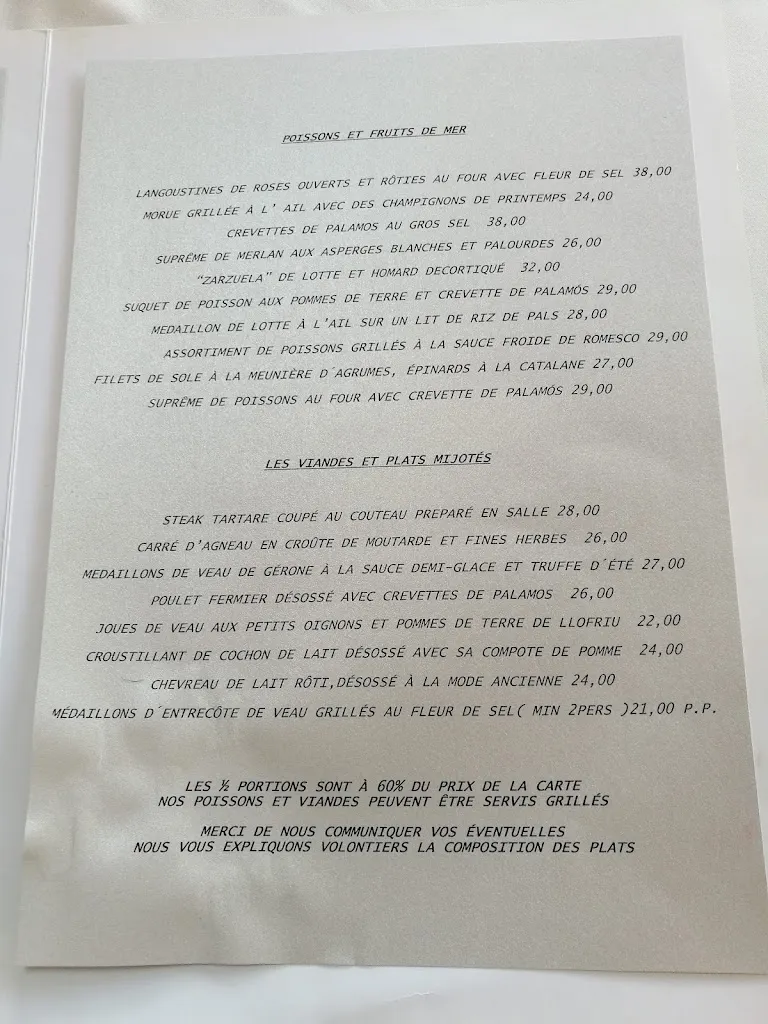 POISSONS ET FRUITS DE MER
LANGOUSTINES DE ROSES OUVERTS ET RÔTIES AU FOUR AVEC FLEUR DE SEL 38,00
MORUE GRILLÉE À L' AIL AVEC DES CHAMPIGNONS DE PRINTEMPS 24,00
CREVETTES DE PALAMOS AU GROS SEL 38,00
SUPRÊME DE MERLAN AUX ASPERGES BLANCHES ET PALOURDES 26,00
"ZARZUELA" DE LOTTE ET HOMARD DECORTIQUÉ 32,00
SUQUET DE POISSON AUX POMMES DE TERRE ET CREVETTE DE PALAMÓS 29,00
MEDAILLON DE LOTTE À L'AIL SUR UN LIT DE RIZ DE PALS 28,00
ASSORTIMENT DE POISSONS GRILLÉS À LA SAUCE FROIDE DE ROMESCO 29,00
FILETS DE SOLE À LA MEUNIÈRE D´AGRUMES, ÉPINARDS À LA CATALANE 27,00
SUPRÊME DE POISSONS AU FOUR AVEC CREVETTE DE PALAMÓS 29,00
LES VIANDES ET PLATS MIJOTÉS
STEAK TARTARE COUPÉ AU COUTEAU PREPARÉ EN SALLE 28,00
CARRÉ D'AGNEAU EN CROÛTE DE MOUTARDE ET FINES HERBES 26,00
MEDAILLONS DE VEAU DE GÉRONE À LA SAUCE DEMI-GLACE ET TRUFFE D´ÉTÉ 27,00
POULET FERMIER DÉSOSSÉ AVEC CREVETTES DE PALAMOS 26,00
JOUES DE VEAU AUX PETITS OIGNONS ET POMMES DE TERRE DE LLOFRIU 22,00
CROUSTILLANT DE COCHON DE LAIT DÉSOSSÉ AVEC SA COMPOTE DE POMME 24,00
CHEVREAU DE LAIT RÔTI,DÉSOSSÉ À LA MODE ANCIENNE 24,00
MÉDAILLONS D´ENTRECÔTE DE VEAU GRILLÉS AU FLEUR DE SEL( MIN 2PERS )21,00 P.P.
LES ½ PORTIONS SONT À 60% DU PRIX DE LA CARTE
NOS POISSONS ET VIANDES PEUVENT ÊTRE SERVIS GRILLÉS
MERCI DE NOUS COMMUNIQUER VOS ÉVENTUELLES
NOUS VOUS EXPLIQUONS VOLONTIERS LA COMPOSITION DES PLATS